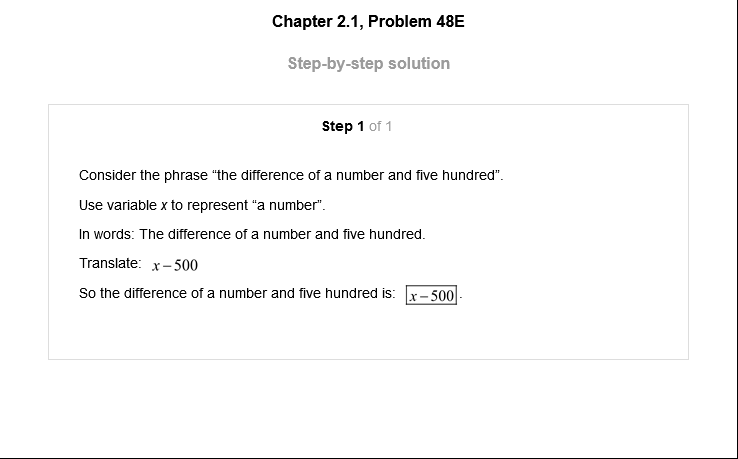 Chapter 2.1, Problem 48E
Step-by-step solution
Step 1 of 1
Consider the phrase “the difference of a number and five hundred”.
Use variable x to represent “a number”.
In words: The difference of a number and five hundred.
Translate: x – 500
So the difference of a number and five hundred is: x – 500.